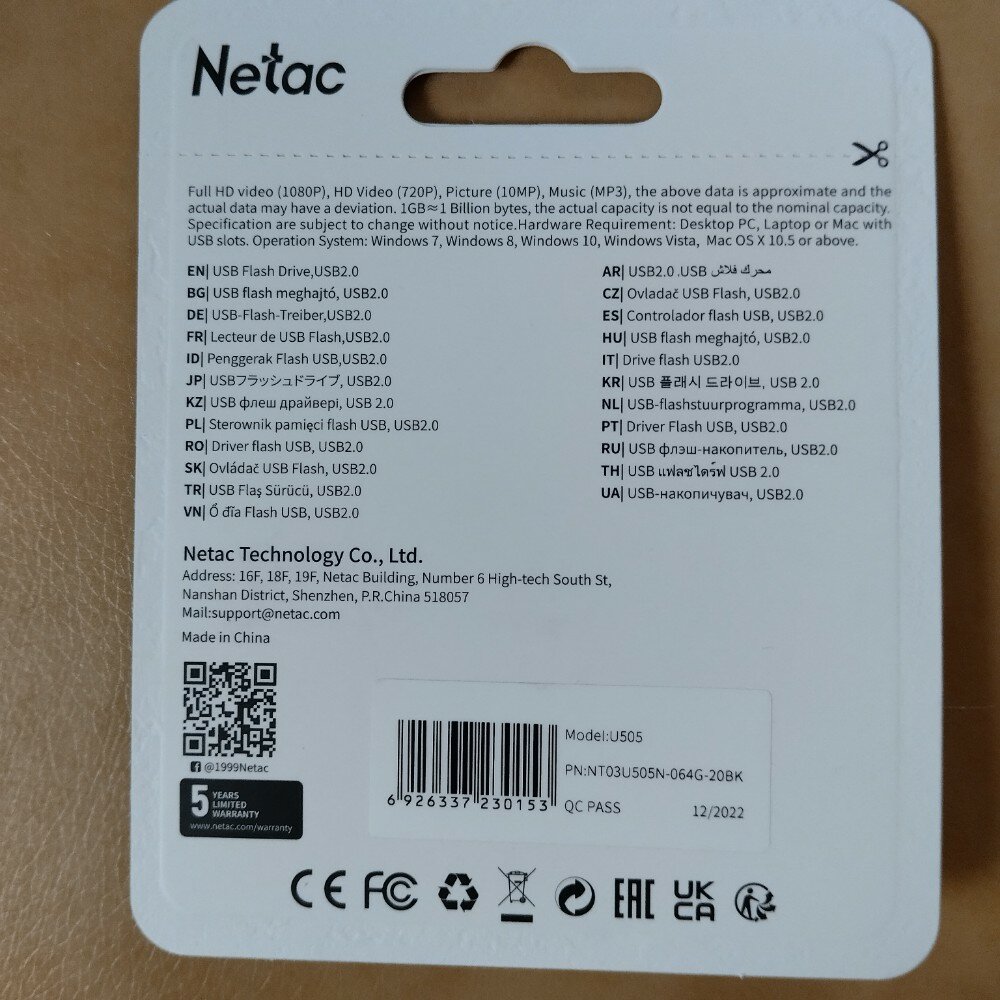 Netac
Full HD video (1080P), HD Video (720P), Picture (10MP), Music (MP3), the above data is approximate and the
actual data may have a deviation. 1GB≈1 Billion bytes, the actual capacity is not equal to the nominal capacity.
Specification are subject to change without notice.Hardware Requirement: Desktop PC, Laptop or Mac with
USB slots. Operation System: Windows 7, Windows 8, Windows 10, Windows Vista, Mac OS X 10.5 or above.
EN| USB Flash Drive,USB2.0
BG| USB flash meghajtó, USB2.0
DE| USB-Flash-Treiber,USB2.0
FR| Lecteur de USB Flash,USB2.0
ID| Penggerak Flash USB,USB2.0
JP| USBフラッシュドライブ, USB2.0
KZ| USB флеш драйвері, USB 2.0
PL| Sterownik pamięci flash USB, USB2.0
RO| Driver flash USB, USB2.0
SK| Ovládač USB Flash, USB2.0
TR| USB Flaş Sürücü, USB2.0
VN| Ổ đĩa Flash USB, USB2.0
AR| USB2.0 .USB محرك فلاش
CZ| Ovladač USB Flash, USB2.0
ES| Controlador flash USB, USB2.0
HU| USB flash meghajtó, USB2.0
IT| Drive flash USB2.0
KR| USB 플래시 드라이브, USB 2.0
NL| USB-flashstuurprogramma, USB2.0
PT| Driver Flash USB, USB2.0
RU| USB флэш-накопитель, USB2.0
TH| USB แฟลชไดร์ฟ USB 2.0
UA| USB-накопичувач, USB2.0
Netac Technology Co., Ltd.
Address: 16F, 18F, 19F, Netac Building, Number 6 High-tech South St,
Nanshan District, Shenzhen, P.R.China 518057
Mail:support@netac.com
Made in China
@1999Netac
5 YEARS
LIMITED
WARRANTY
www.netac.com/warranty
6 926337 230153
Model:U505
PN:NT03U505N-064G-20BK
QC PASS 12/2022
CE FC EAC UK
CA